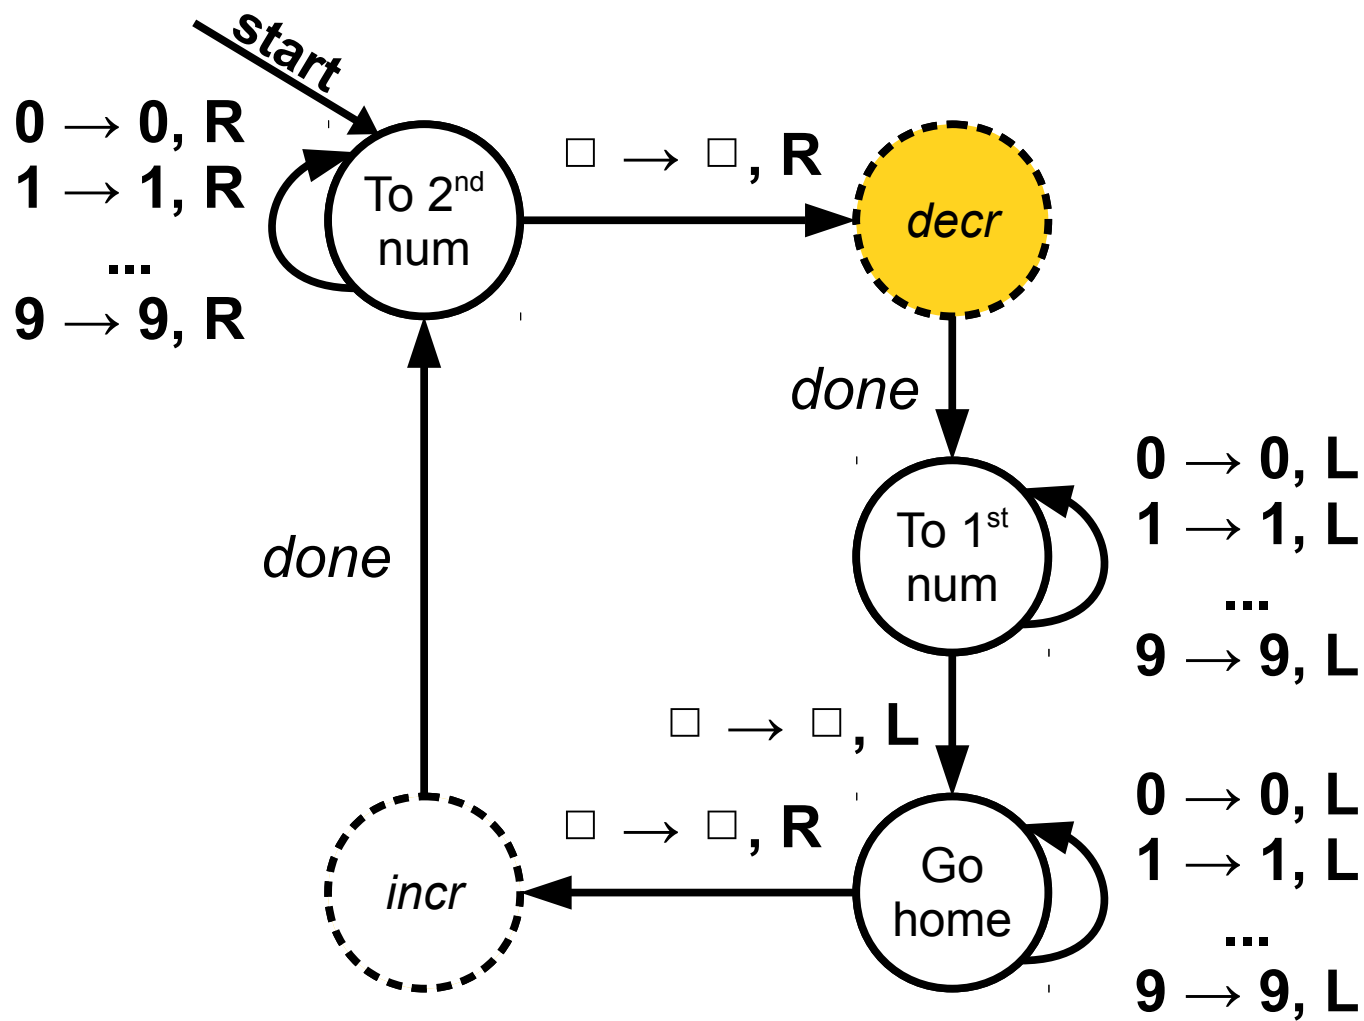 start
0 → 0, R
1 → 1, R
...
9 → 9, R
To 2nd
num
□ → □, R
decr
done
To 1st
num
0 → 0, L
1 → 1, L
...
9 → 9, L
done
□ → □, L
Go
home
0 → 0, L
1 → 1, L
...
9 → 9, L
□ → □, R
incr